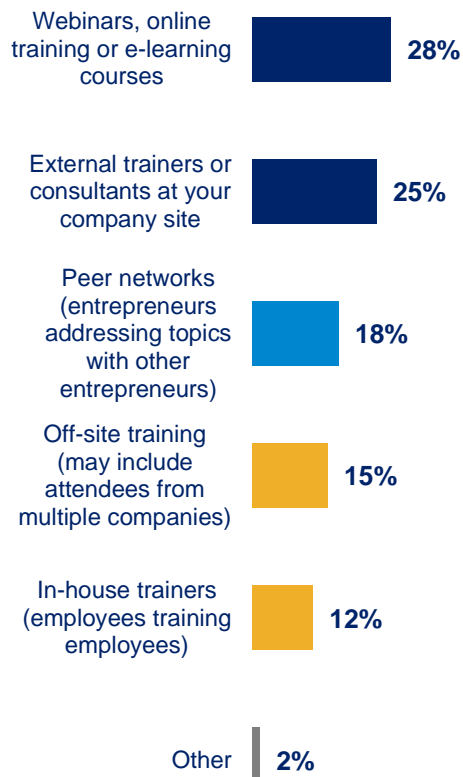 Webinars, online
training or e-learning
courses
28%
External trainers or
consultants at your
company site
25%
Peer networks
(entrepreneurs
addressing topics
with other
entrepreneurs)
18%
Off-site training
(may include
attendees from
multiple companies)
15%
In-house trainers
(employees training
employees)
12%
Other
2%